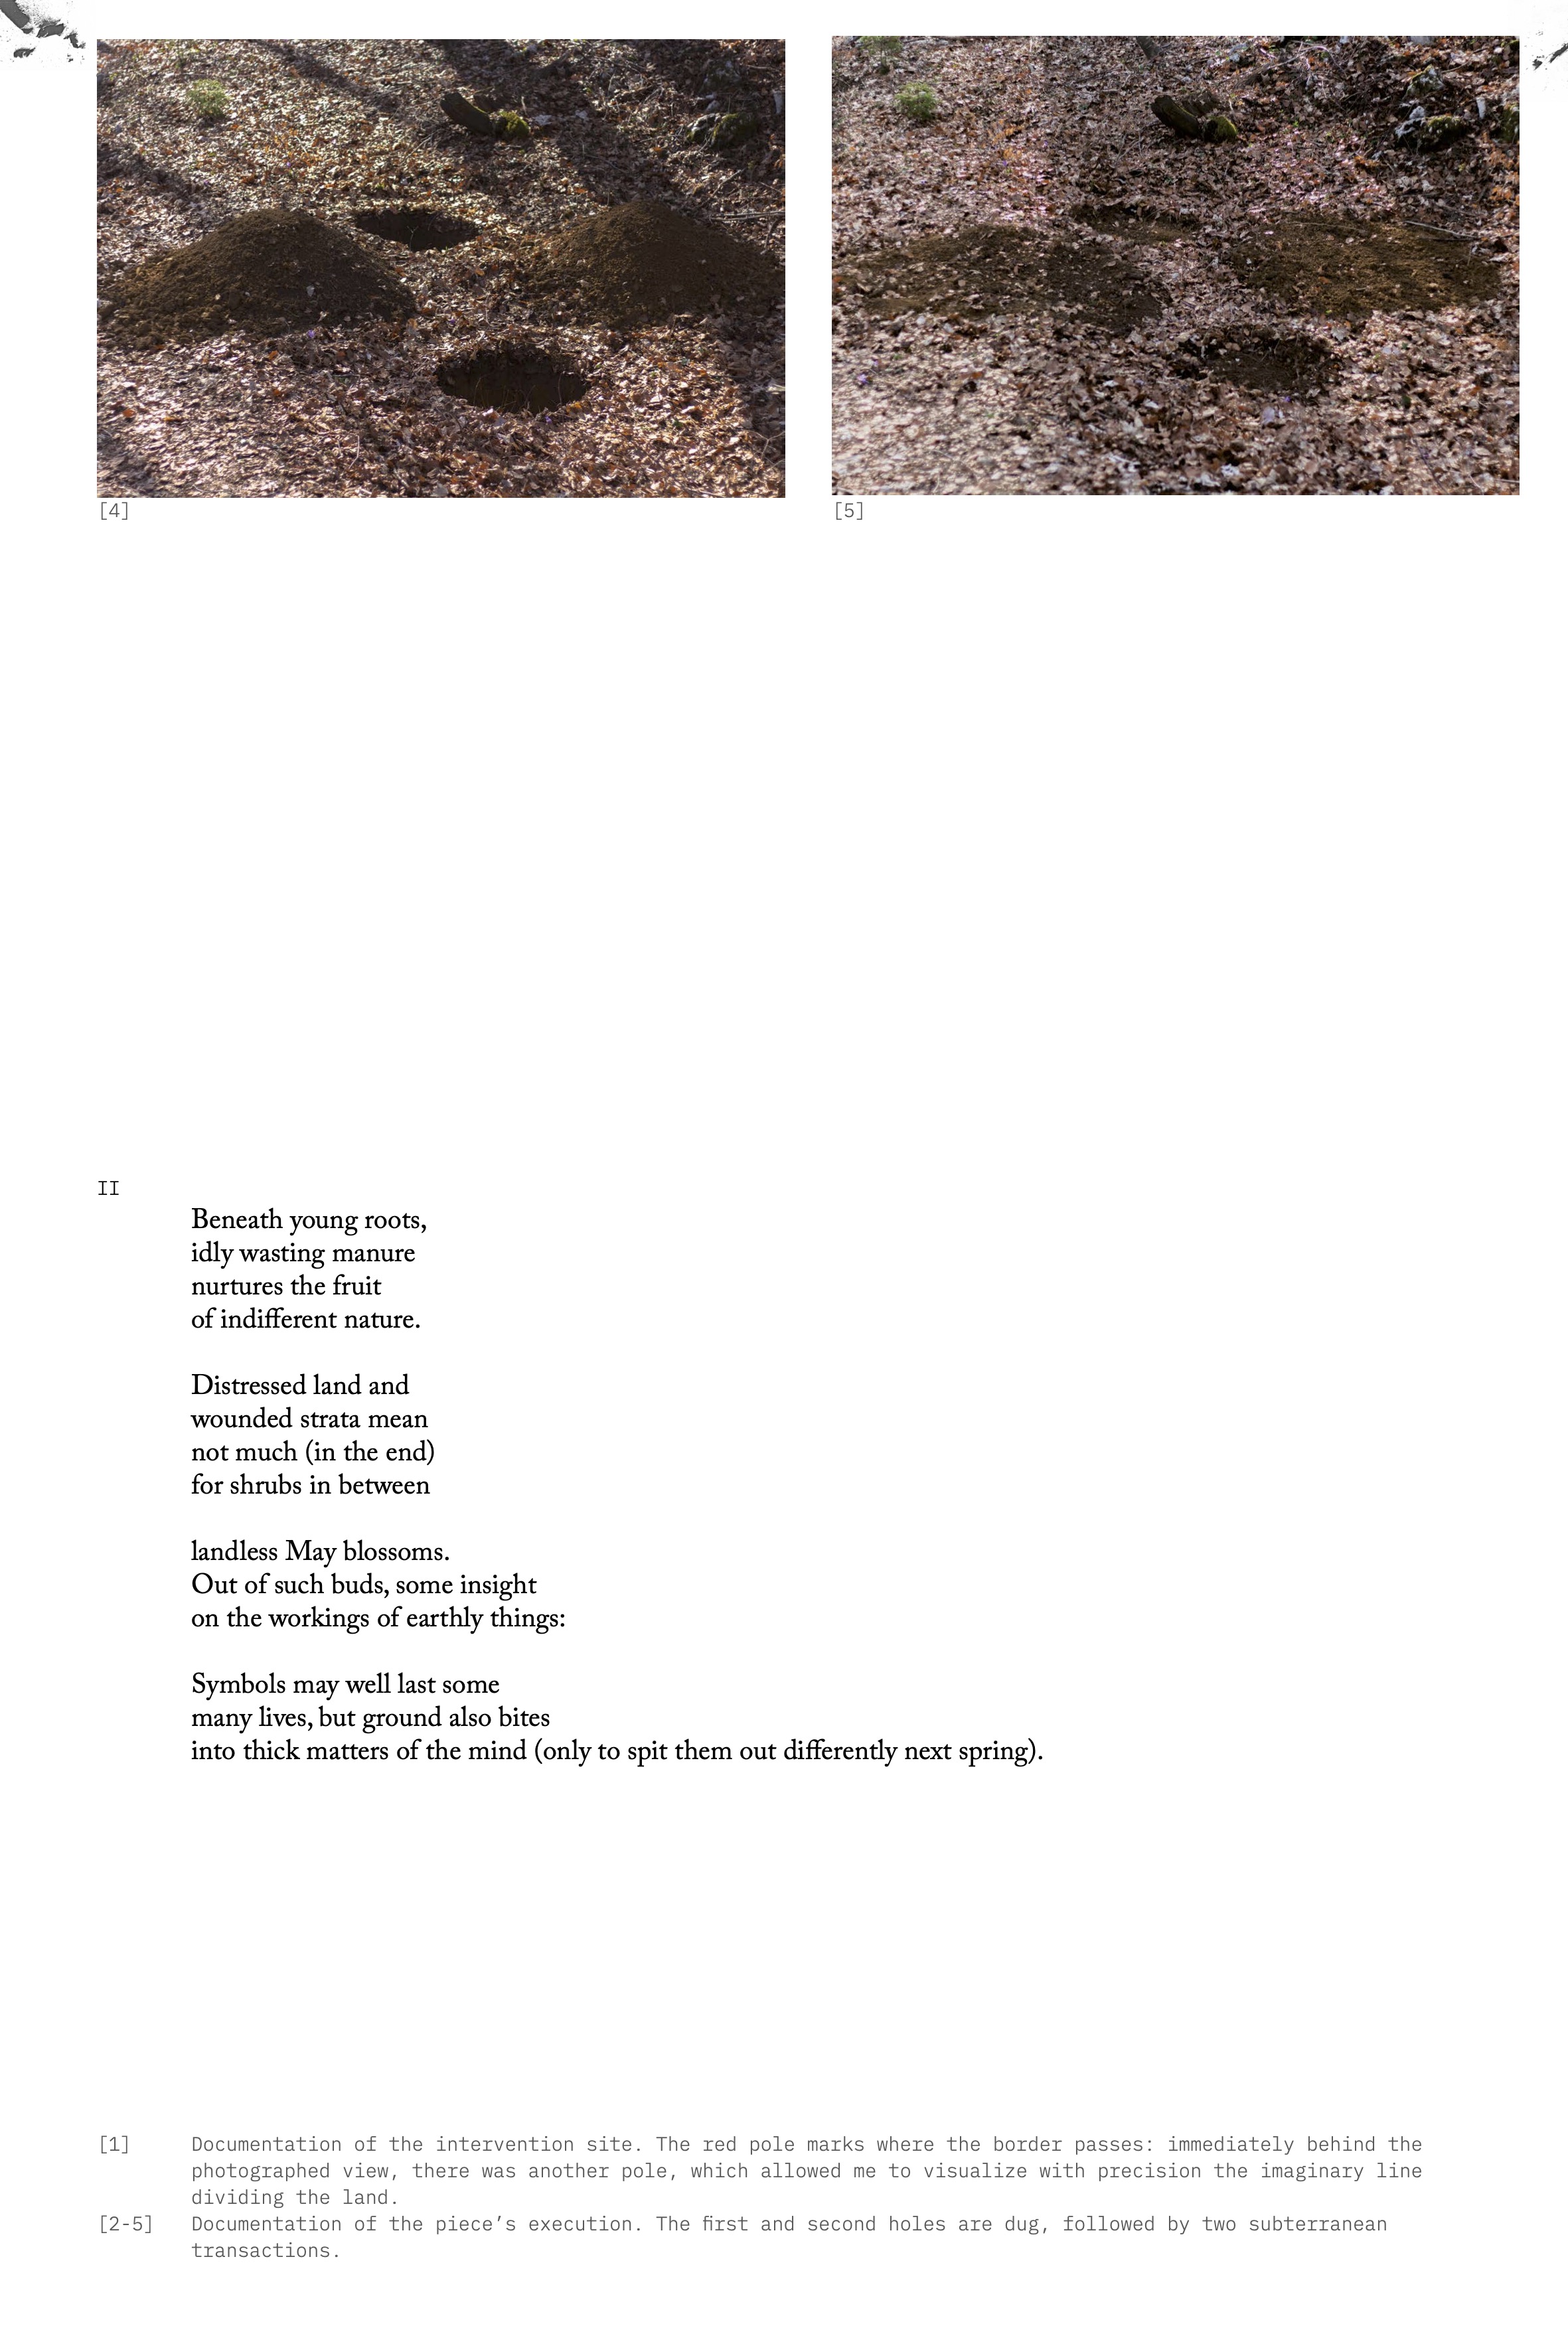 [4]
[5]
II
Beneath young roots,
idly wasting manure
nurtures the fruit
of indifferent nature.
Distressed land and
wounded strata mean
not much (in the end)
for shrubs in between
landless May blossoms.
Out of such buds, some insight
on the workings of earthly things:
Symbols may well last some
many lives, but ground also bites
into thick matters of the mind (only to spit them out differently next spring).
[1] Documentation of the intervention site. The red pole marks where the border passes: immediately behind the
photographed view, there was another pole, which allowed me to visualize with precision the imaginary line
dividing the land.
[2-5] Documentation of the piece’s execution. The first and second holes are dug, followed by two subterranean
transactions.